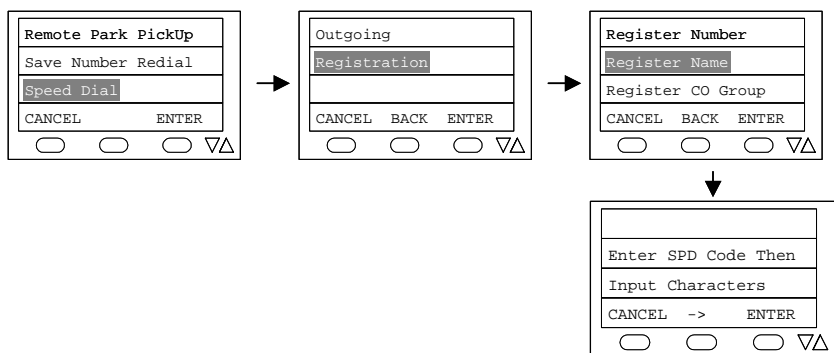 Remote Park PickUp
Save Number Redial
Speed Dial
CANCEL ENTER
Outgoing
Registration
CANCEL BACK ENTER
Register Number
Register Name
Register CO Group
CANCEL BACK ENTER
Enter SPD Code Then
Input Characters
CANCEL -> ENTER